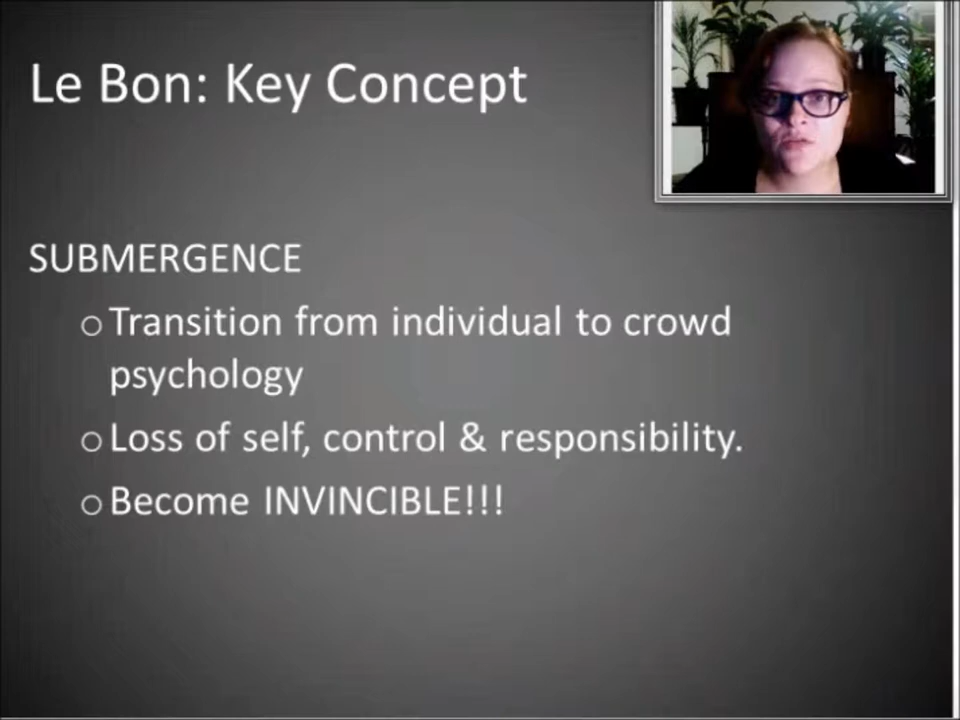 Le Bon: Key Concept
SUBMERGENCE
Transition from individual to crowd
psychology
Loss of self, control & responsibility.
Become INVINCIBLE!!!